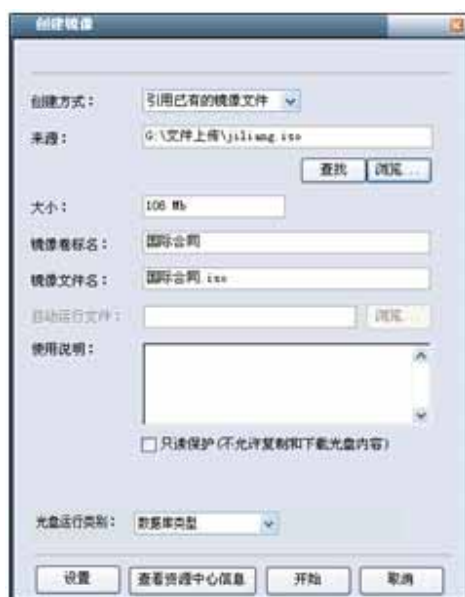 创建镜像
创建方式：
引用已有的镜像文件
来源：
G:\文件上传\jiliang.iso
查找
浏览...
大小：
106 Mb
镜像卷标名：
国际合同
镜像文件名：
国际合同.iso
自动运行文件：
浏览...
使用说明：
只读保护(不允许复制和下载光盘内容)
光盘运行类别：
数据库类型
设置
查看资源中心信息
开始
取消